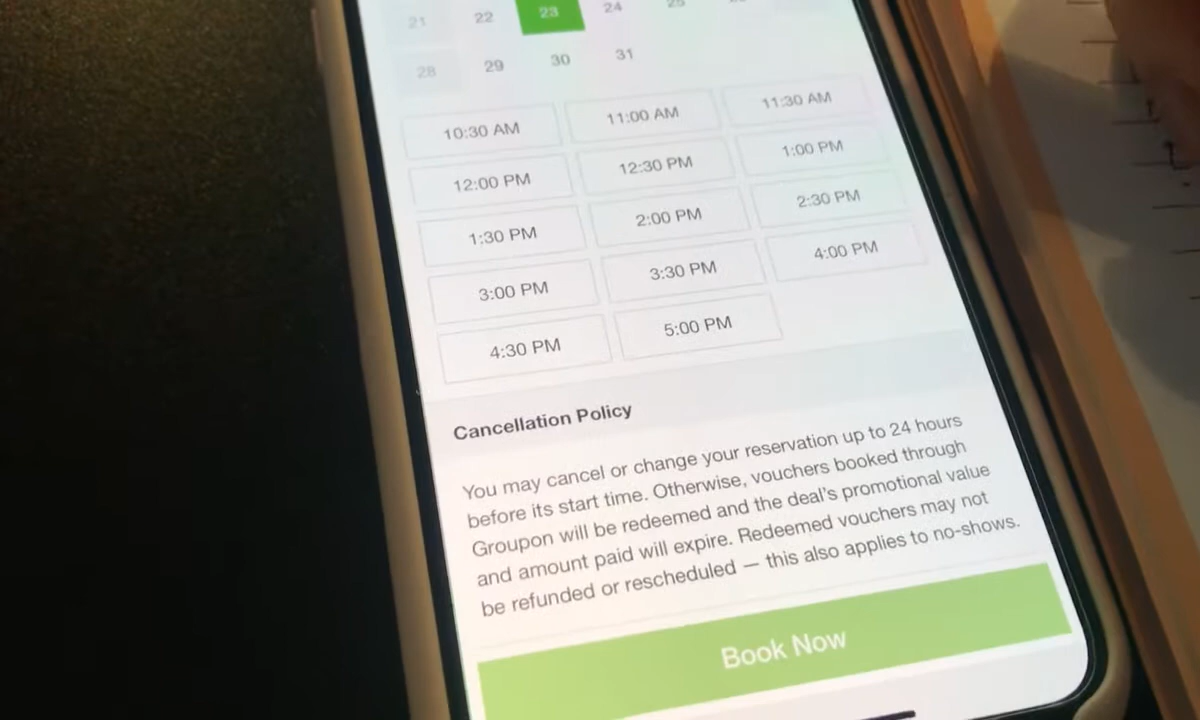 21 22 23 24 25
28 29 30 31
10:30 AM 11:00 AM 11:30 AM
12:00 PM 12:30 PM 1:00 PM
1:30 PM 2:00 PM 2:30 PM
3:00 PM 3:30 PM 4:00 PM
4:30 PM 5:00 PM
Cancellation Policy
You may cancel or change your reservation up to 24 hours
before its start time. Otherwise, vouchers booked through
Groupon will be redeemed and the deal's promotional value
and amount paid will expire. Redeemed vouchers may not
be refunded or rescheduled — this also applies to no-shows.
Book Now